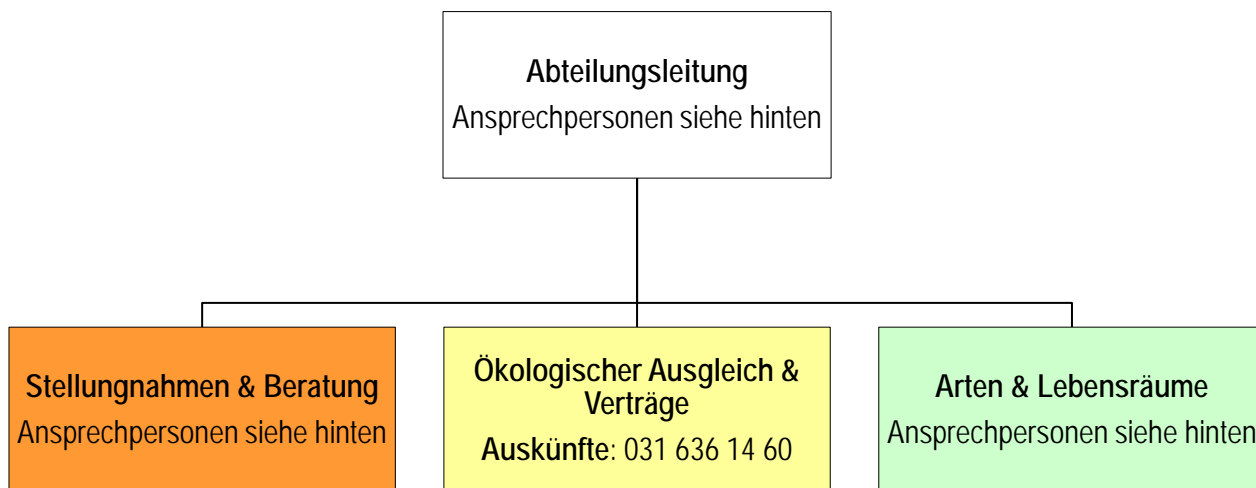 Abteilungsleitung
Ansprechpersonen siehe hinten
Stellungnahmen & Beratung
Ansprechpersonen siehe hinten
Ökologischer Ausgleich &
Verträge
Auskünfte: 031 636 14 60
Arten & Lebensräume
Ansprechpersonen siehe hinten